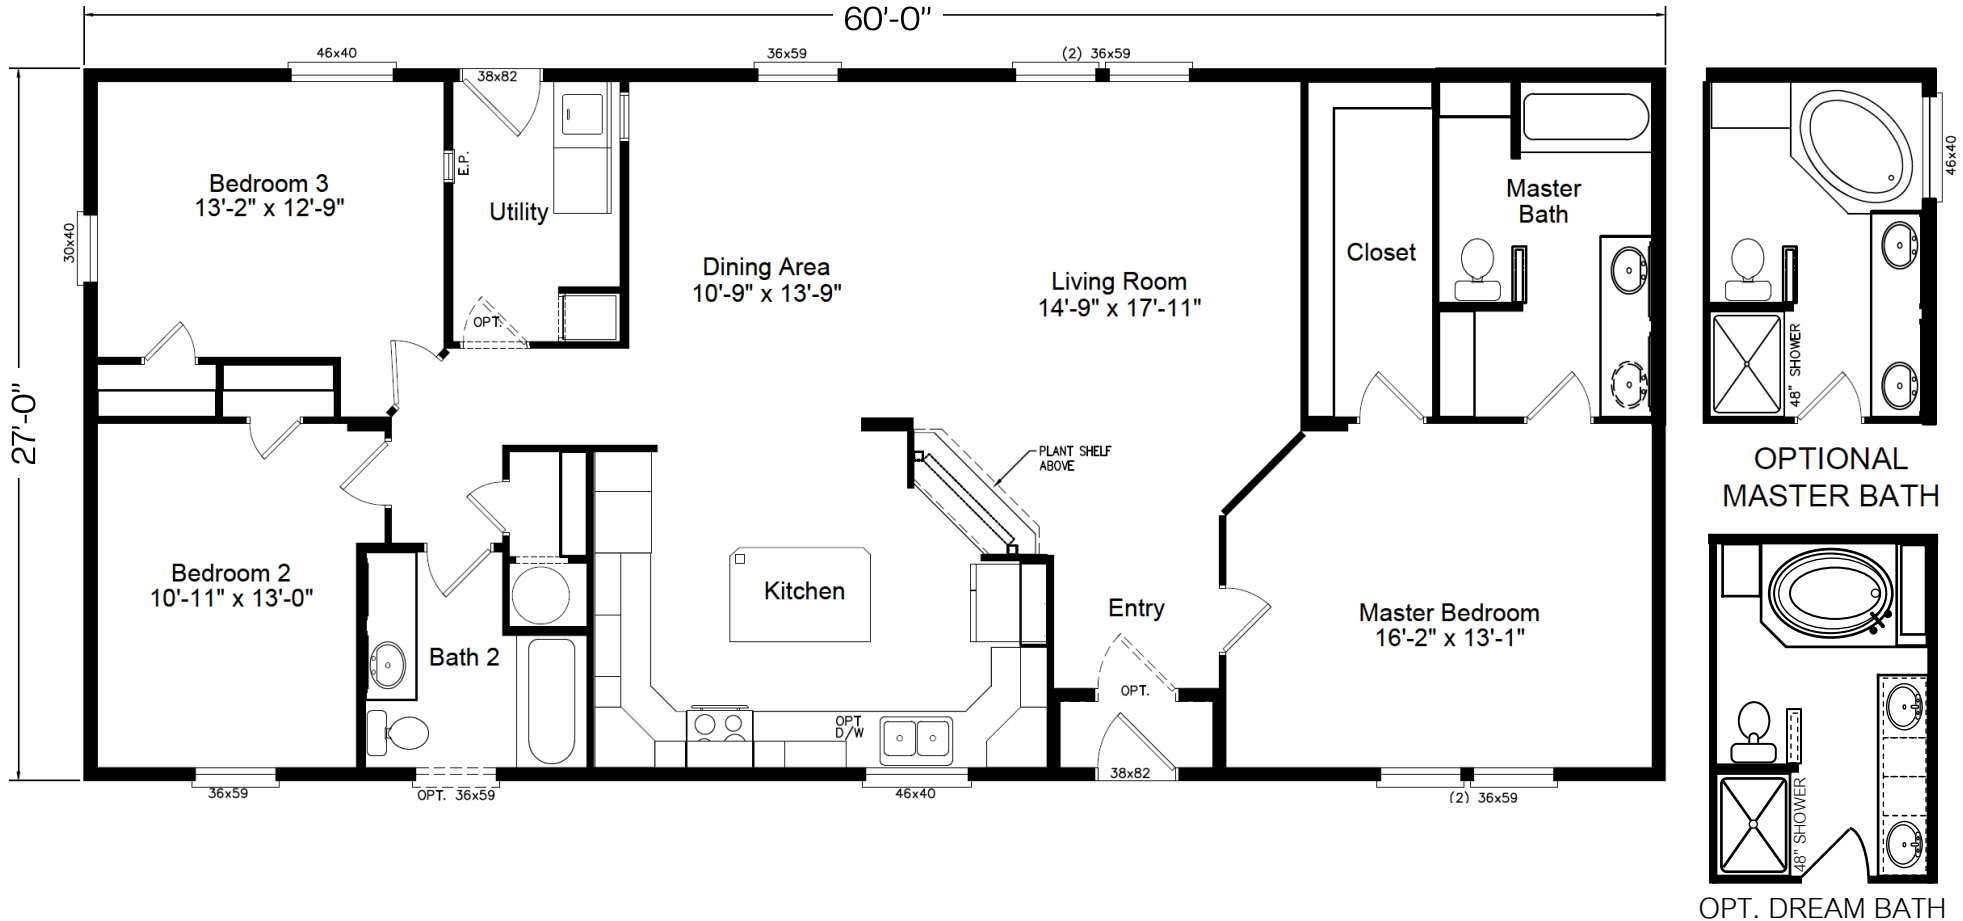 60'-0"
46x40
36x59
(2) 36x59
38x82
E.P.
Bedroom 3
13'-2" x 12'-9"
Utility
30x40
27'-0"
OPT.
Dining Area
10'-9" x 13'-9"
Living Room
14'-9" x 17'-11"
Closet
Master
Bath
46x40
48" SHOWER
OPTIONAL
MASTER BATH
PLANT SHELF
ABOVE
Bedroom 2
10'-11" x 13'-0"
Bath 2
Kitchen
Entry
Master Bedroom
16'-2" x 13'-1"
OPT.
OPT
D/W
38x82
36x59
OPT. 36x59
46x40
(2) 36x59
48" SHOWER
OPT. DREAM BATH